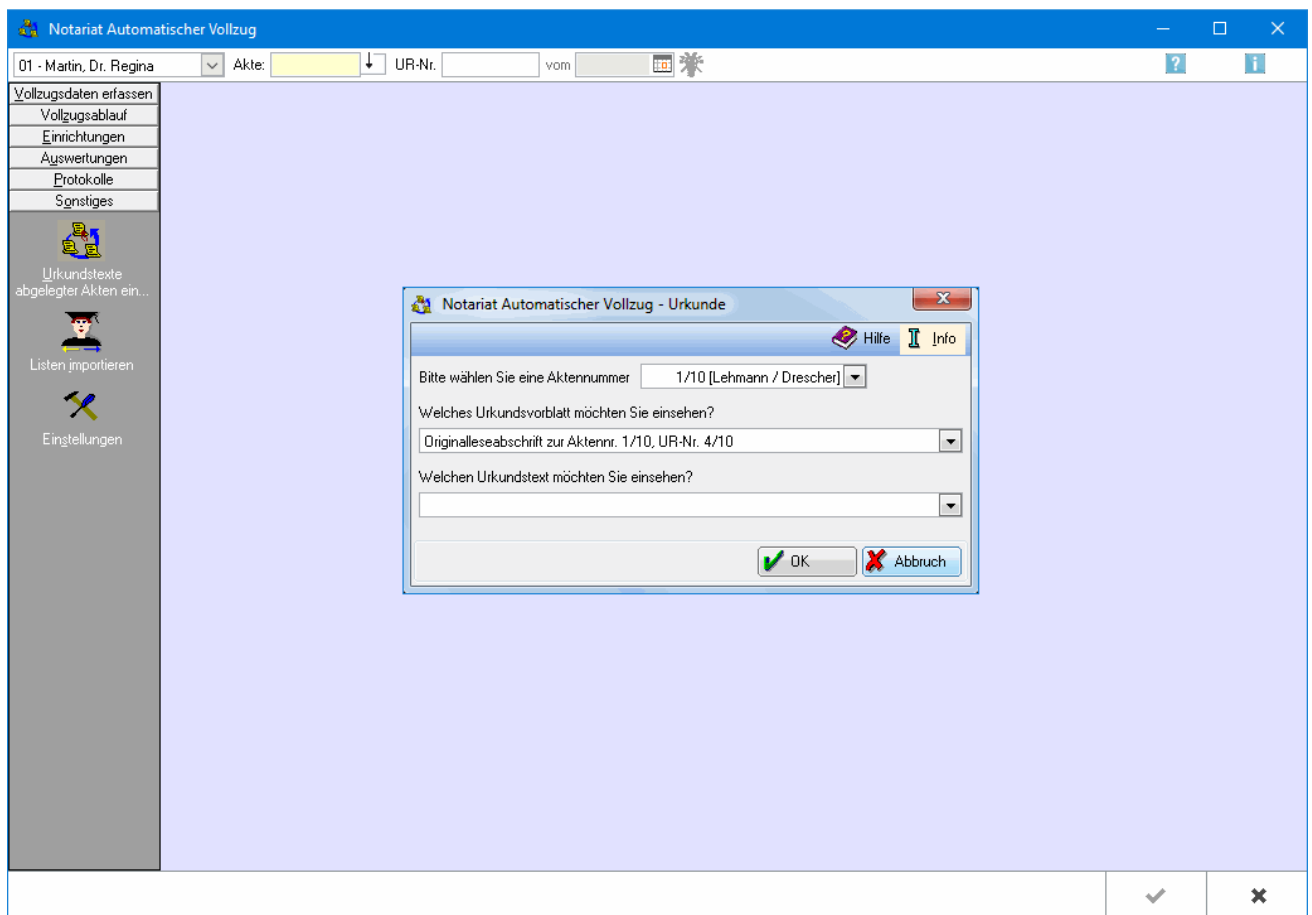 Notariat Automatischer Vollzug
01 - Martin, Dr. Regina Akte: UR-Nr. vom ? i
Vollzugsdaten erfassen
Vollzugsablauf
Einrichtungen
Auswertungen
Protokolle
Sonstiges
Urkundstexte
abgelegter Akten ein...
Listen importieren
Einstellungen
Notariat Automatischer Vollzug - Urkunde
Hilfe Info
Bitte wählen Sie eine Aktennummer 1/10 [Lehmann / Drescher]
Welches Urkundsvorblatt möchten Sie einsehen?
Originalleseabschrift zur Aktennr. 1/10, UR-Nr. 4/10
Welchen Urkundstext möchten Sie einsehen?
OK Abbruch